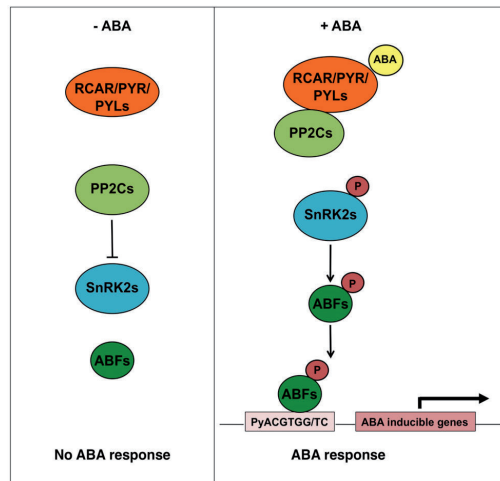 - ABA
RCAR/PYR/
PYLs
PP2Cs
SnRK2s
ABFs
No ABA response
+ ABA
ABA
RCAR/PYR/
PYLs
PP2Cs
P
SnRK2s
P
ABFs
P
ABFs
PyACGTGG/TC
ABA inducible genes
ABA response